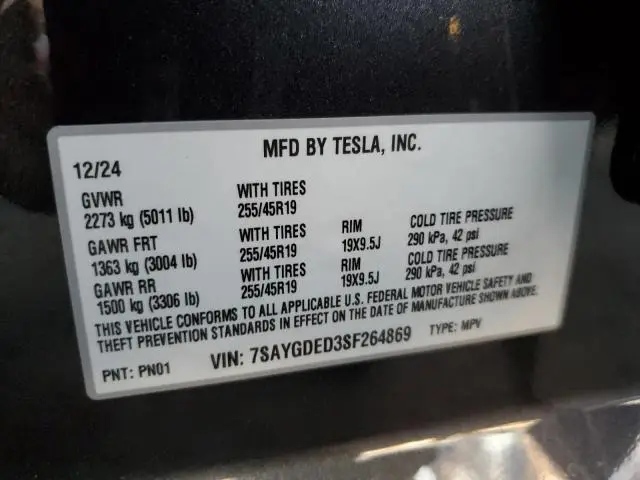 MFD BY TESLA, INC.
12/24
GVWR WITH TIRES
2273 kg (5011 lb) 255/45R19
GAWR FRT WITH TIRES RIM COLD TIRE PRESSURE
1363 kg (3004 lb) 255/45R19 19X9.5J 290 kPa, 42 psi
GAWR RR WITH TIRES RIM COLD TIRE PRESSURE
1500 kg (3306 lb) 255/45R19 19X9.5J 290 kPa, 42 psi
THIS VEHICLE CONFORMS TO ALL APPLICABLE U.S. FEDERAL MOTOR VEHICLE SAFETY AND
THEFT PREVENTION STANDARDS IN EFFECT ON THE DATE OF MANUFACTURE SHOWN ABOVE.
PNT: PN01 VIN: 7SAYGDED3SF264869 TYPE: MPV